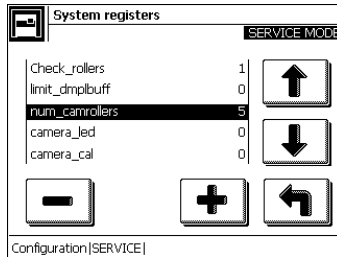 System registers
SERVICE MODE
Check_rollers 1
limit_dmplbuff 0
num_camrollers 5
camera_led 0
camera_cal 0
Configuration|SERVICE|